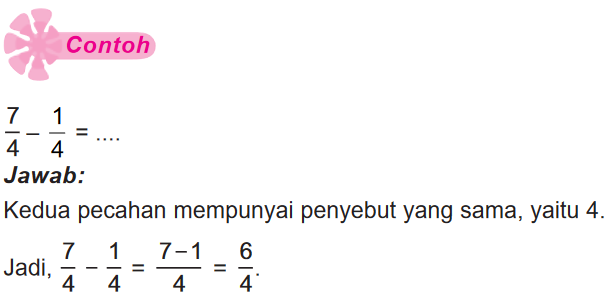 Contoh
7/4 – 1/4 = ....
Jawab:
Kedua pecahan mempunyai penyebut yang sama, yaitu 4.
Jadi, 7/4 – 1/4 = 7–1/4 = 6/4.